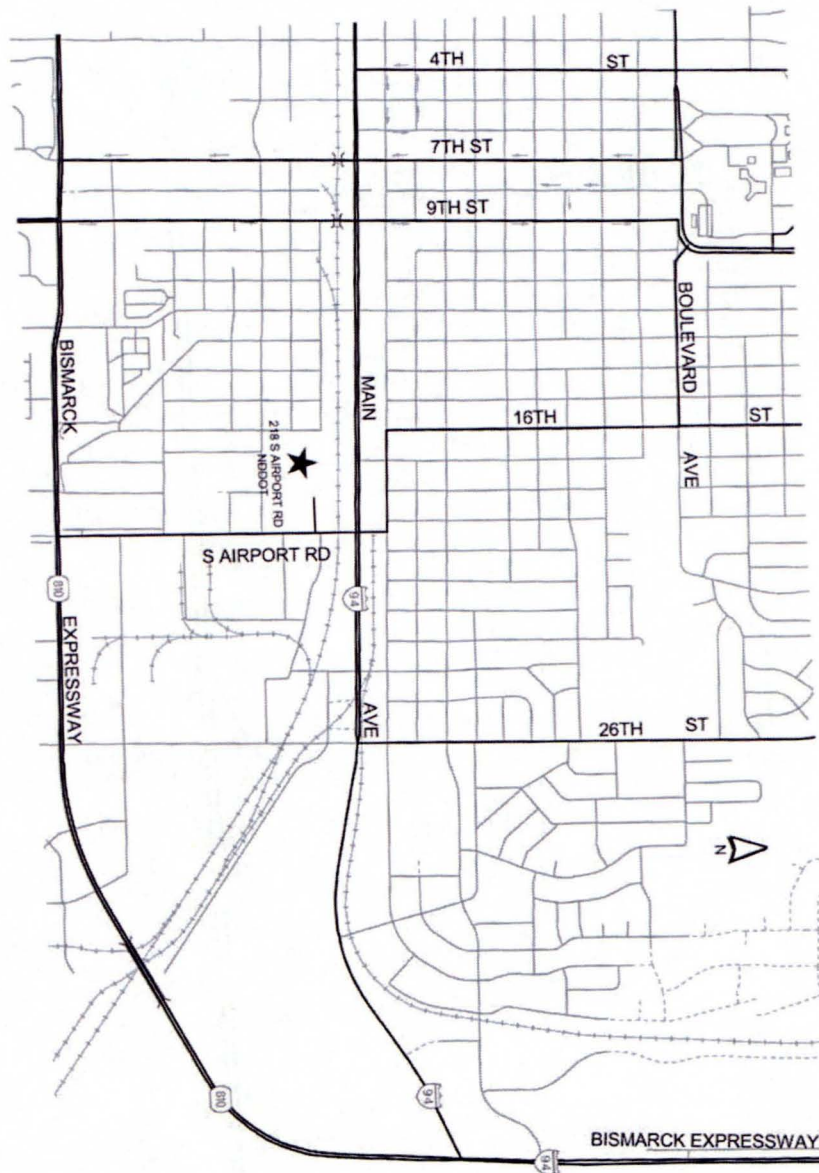 4TH ST
7TH ST
9TH ST
BOULEVARD
AVE
BISMARCK
EXPRESSWAY
MAIN
AVE
16TH ST
218 S AIRPORT RD
NDDOT
S AIRPORT RD
810
94
26TH ST
N
810
94
BISMARCK EXPRESSWAY
94